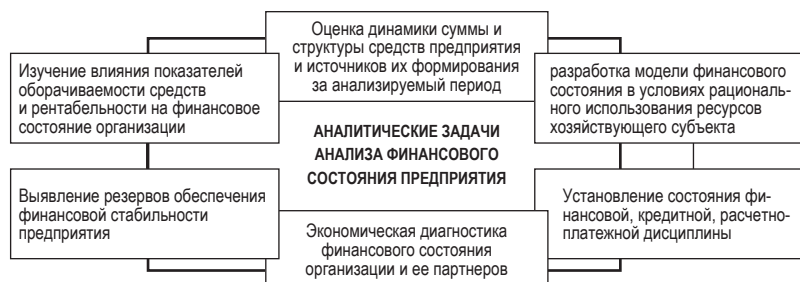 Оценка динамики суммы и
структуры средств предприятия
и источников их формирования
за анализируемый период
Изучение влияния показателей
оборачиваемости средств
и рентабельности на финансовое
состояние организации
разработка модели финансового
состояния в условиях рациональ-
ного использования ресурсов
хозяйствующего субъекта
АНАЛИТИЧЕСКИЕ ЗАДАЧИ
АНАЛИЗА ФИНАНСОВОГО
СОСТОЯНИЯ ПРЕДПРИЯТИЯ
Выявление резервов обеспечения
финансовой стабильности
предприятия
Установление состояния фи-
нансовой, кредитной, расчетно-
платежной дисциплины
Экономическая диагностика
финансового состояния
организации и ее партнеров